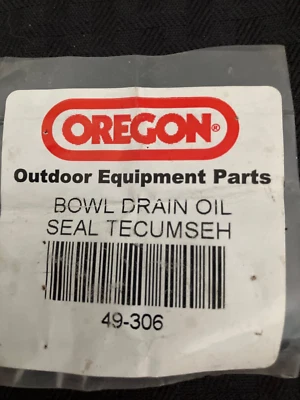 OREGON®
Outdoor Equipment Parts
BOWL DRAIN OIL
SEAL TECUMSEH
49-306